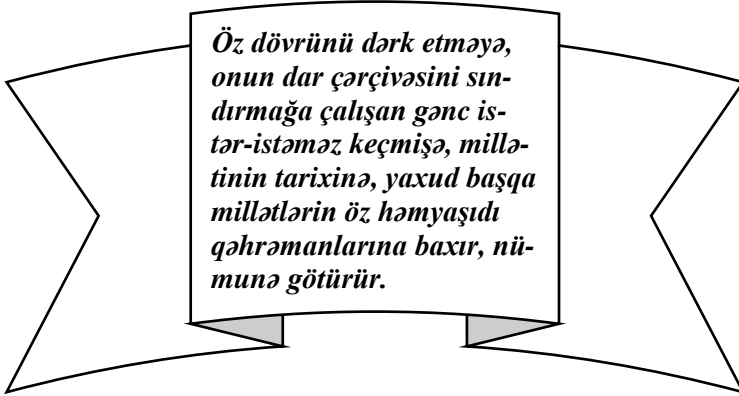 Öz dövrünü dərk etməyə,
onun dar çərçivəsini sın-
dırmağa çalışan gənc is-
tər-istəməz keçmişə, millə-
tinin tarixinə, yaxud başqa
millətlərin öz həmyaşıdı
qəhrəmanlarına baxır, nü-
munə götürür.